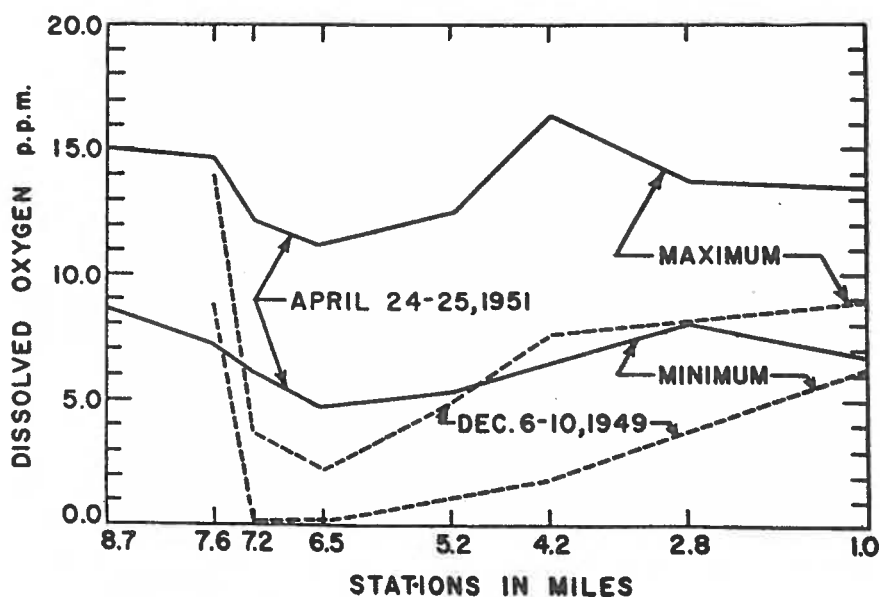 20.0
15.0
10.0
5.0
0.0
DISSOLVED OXYGEN p.p.m.
MAXIMUM
APRIL 24-25, 1951
MINIMUM
DEC. 6-10, 1949
8.7 7.6 7.2 6.5 5.2 4.2 2.8 1.0
STATIONS IN MILES